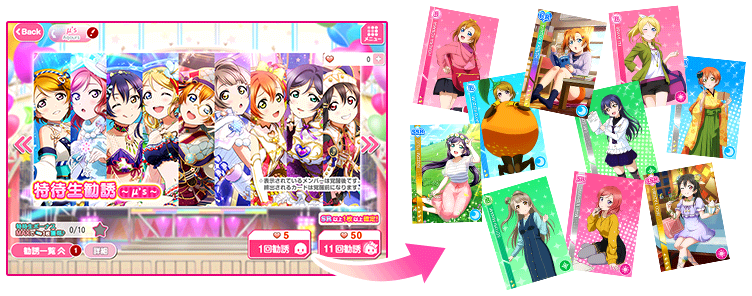 Back
μ's
Aqours
メニュー
0
※表示されているメンバーは覚醒後です。
排出されるカードは覚醒前になります。
特待生勧誘 ~μ's~
SR以上1枚以上確定!
0/10
5
50
勧誘一覧
1
詳細
1回勧誘
11回勧誘